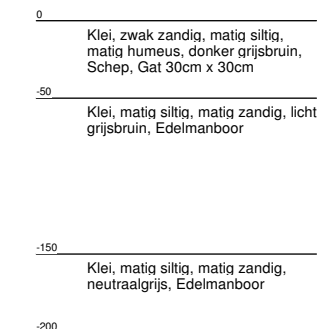 0
Klei, zwak zandig, matig siltig,
matig humeus, donker grijsbruin,
Schep, Gat 30cm x 30cm
-50
Klei, matig siltig, matig zandig, licht
grijsbruin, Edelmanboor
-150
Klei, matig siltig, matig zandig,
neutraalgrijs, Edelmanboor
-200